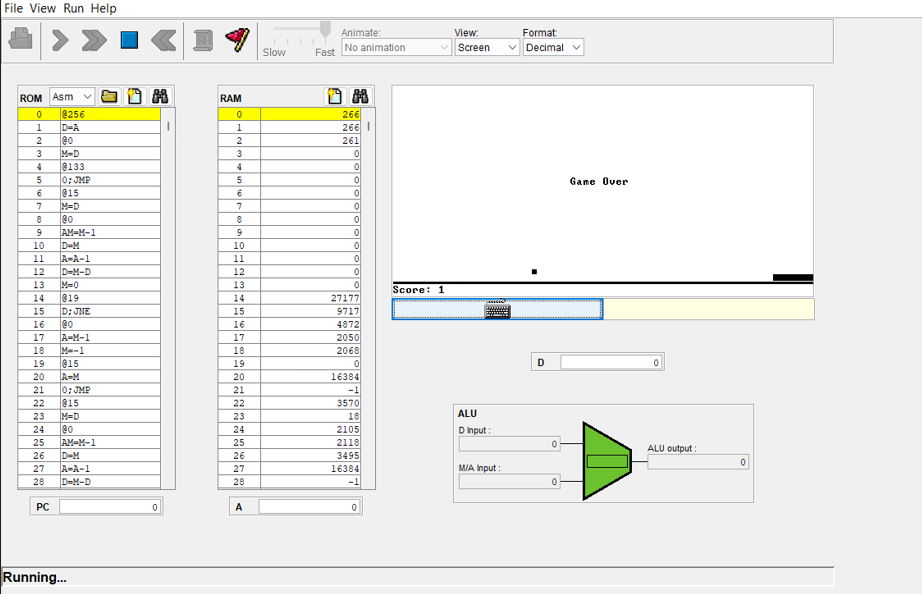 File View Run Help
Slow Fast
Animate: View: Format:
No animation Screen Decimal
ROM Asm
0 @256
1 D=A
2 @0
3 M=D
4 @133
5 0;JMP
6 @15
7 M=D
8 @0
9 AM=M-1
10 D=M
11 A=A-1
12 D=M-D
13 M=0
14 @19
15 D;JNE
16 @0
17 A=M-1
18 M=-1
19 @15
20 A=M
21 0;JMP
22 @15
23 M=D
24 @0
25 AM=M-1
26 D=M
27 A=A-1
28 D=M-D
PC 0
RAM
0 266
1 266
2 261
3 0
4 0
5 0
6 0
7 0
8 0
9 0
10 0
11 0
12 0
13 0
14 27177
15 9717
16 4872
17 2050
18 2068
19 0
20 16384
21 -1
22 3570
23 18
24 2105
25 2118
26 3495
27 16384
28 -1
A 0
Game Over
Score: 1
D 0
ALU
D Input :
0
M/A Input :
0
ALU output :
0
Running...